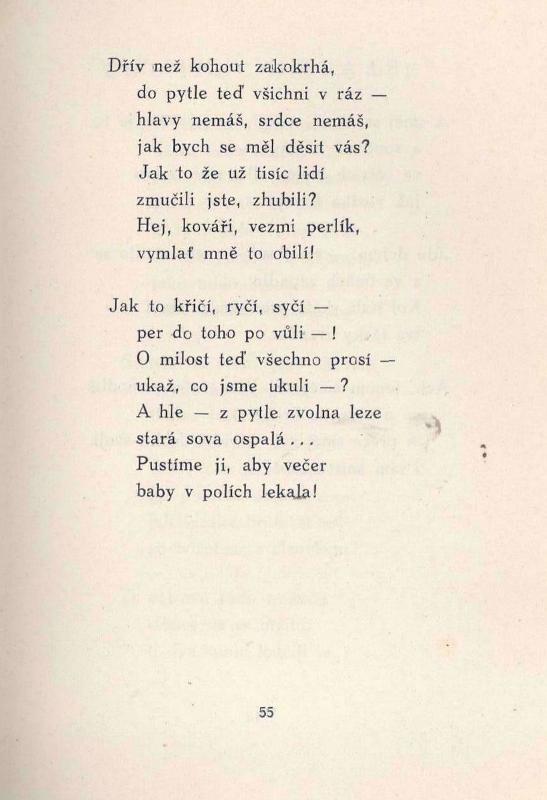 Dřív než kohout zakokrhá,
do pytle teď všichni v ráz —
hlavy nemáš, srdce nemáš,
jak bych se měl děsit vás?
Jak to že už tisíc lidí
zmučili jste, zhubili?
Hej, kováři, vezmi perlík,
vymlať mně to obilí!
Jak to křičí, ryčí, syčí —
per do toho po vůli — !
O milost teď všechno prosí —
ukaž, co jsme ukuli — ?
A hle — z pytle zvolna leze
stará sova ospalá...
Pustíme ji, aby večer
baby v polích lekala!
55